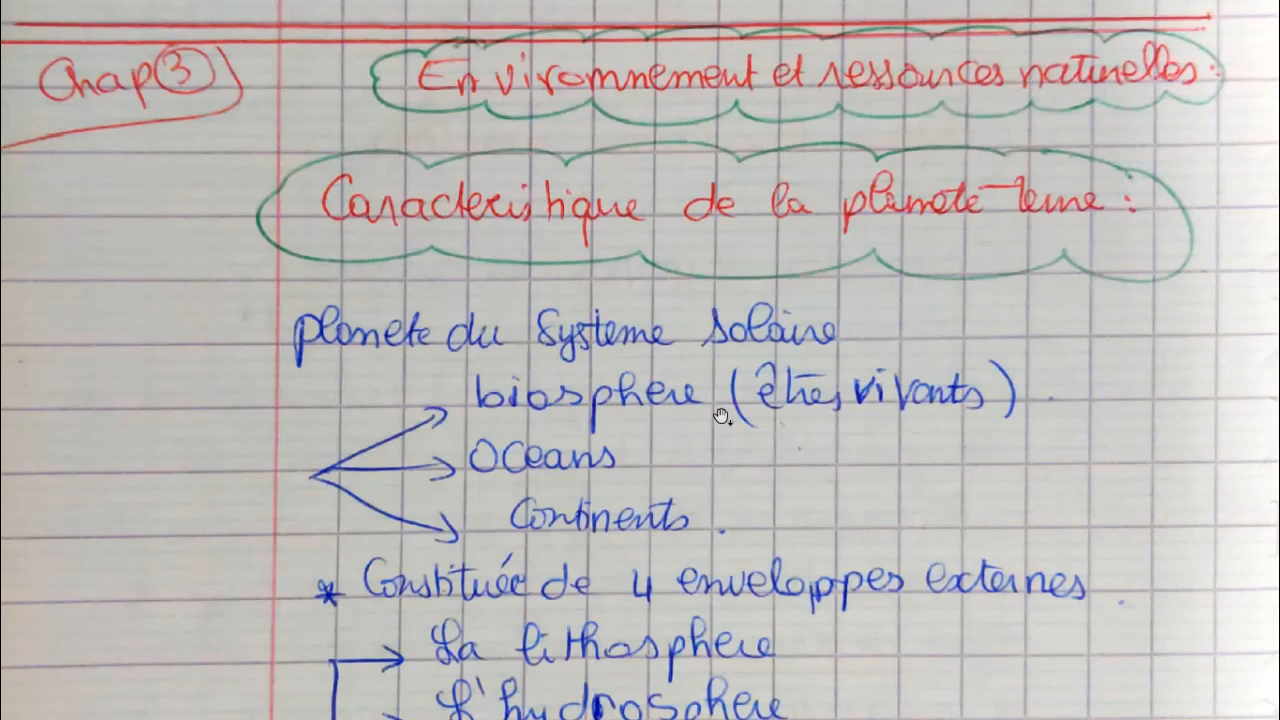 Chap 3
Environnement et ressources naturelles.
Caracteristique de la planete terre :
planete du systeme solaire
biosphere (êtres vivants)
Oceans
Continents.
* Constituée de 4 enveloppes externes.
La lithosphere
L'hydrosphere